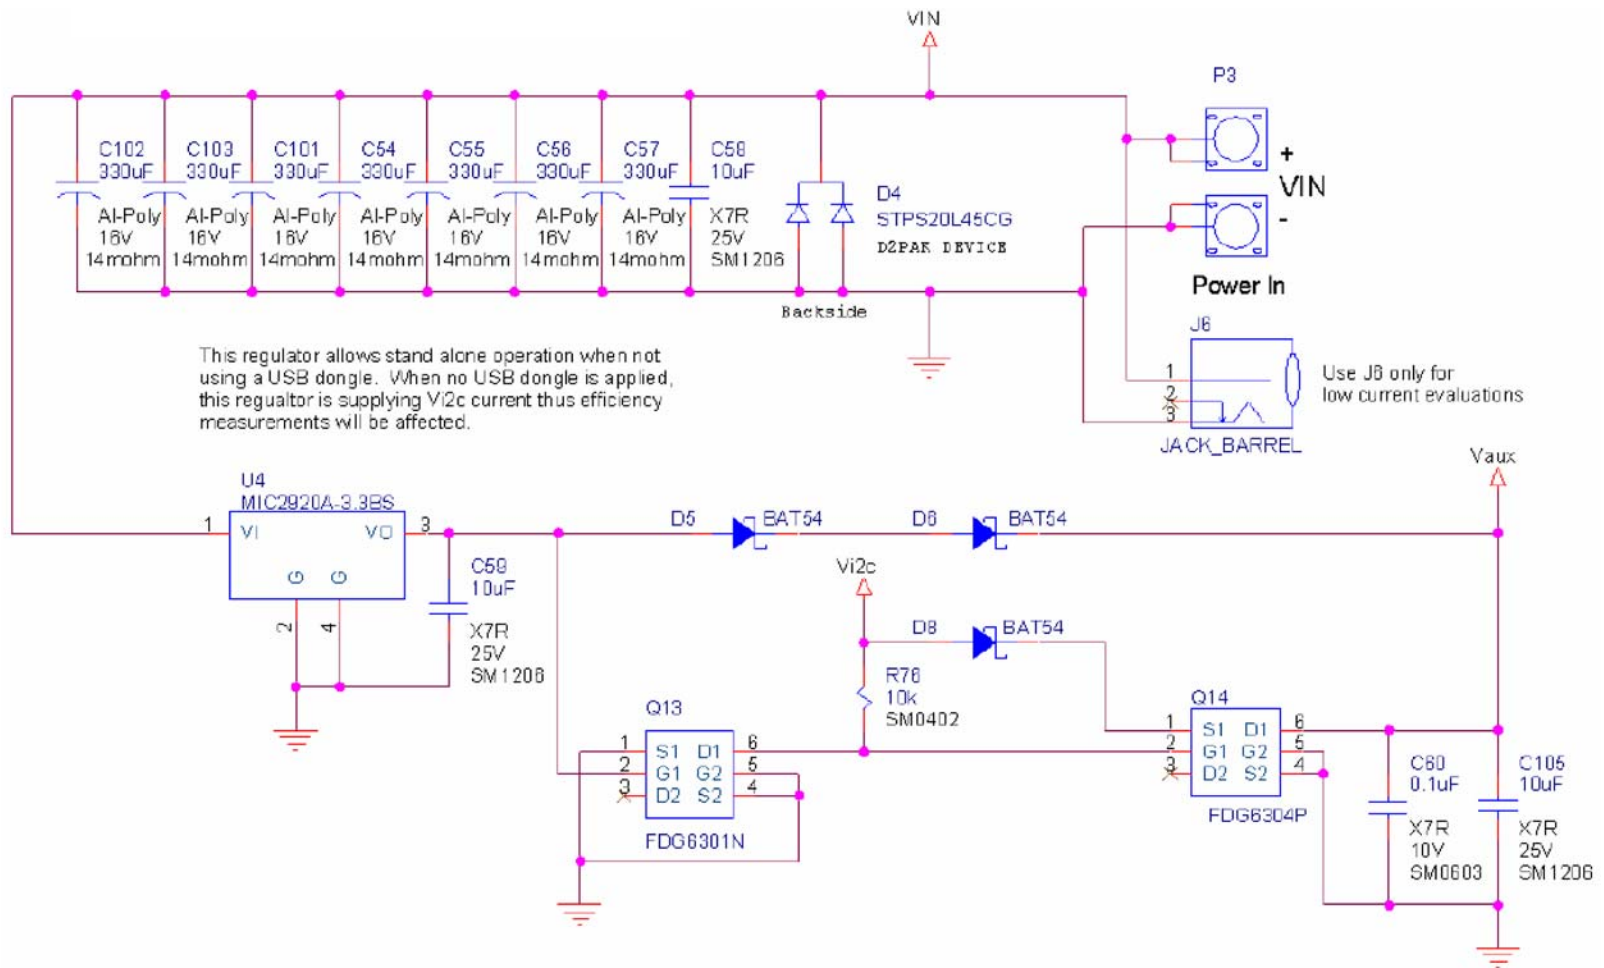 VIN
P3
C102
330uF
Al-Poly
16V
14mohm
C103
330uF
Al-Poly
16V
14mohm
C101
330uF
Al-Poly
16V
14mohm
C54
330uF
Al-Poly
16V
14mohm
C55
330uF
Al-Poly
16V
14mohm
C56
330uF
Al-Poly
16V
14mohm
C57
330uF
Al-Poly
16V
14mohm
C58
10uF
X7R
25V
SM1206
D4
STPS20L45CG
D2PAK DEVICE
Backside
+
VIN
-
Power In
J6
1
2
3
JACK_BARREL
Use J6 only for
low current evaluations
This regulator allows stand alone operation when not
using a USB dongle. When no USB dongle is applied,
this regualtor is supplying Vi2c current thus efficiency
measurements will be affected.
U4
MIC2920A-3.3BS
1
VI
VO
3
G
G
2
4
C59
10uF
X7R
25V
SM1206
D5
BAT54
D6
BAT54
Vaux
Vi2c
D8
BAT54
R76
10k
SM0402
Q13
1 S1 D1 6
2 G1 G2 5
3 D2 S2 4
FDG6301N
Q14
1 S1 D1 6
2 G1 G2 5
3 D2 S2 4
FDG6304P
C60
0.1uF
X7R
10V
SM0603
C105
10uF
X7R
25V
SM1206